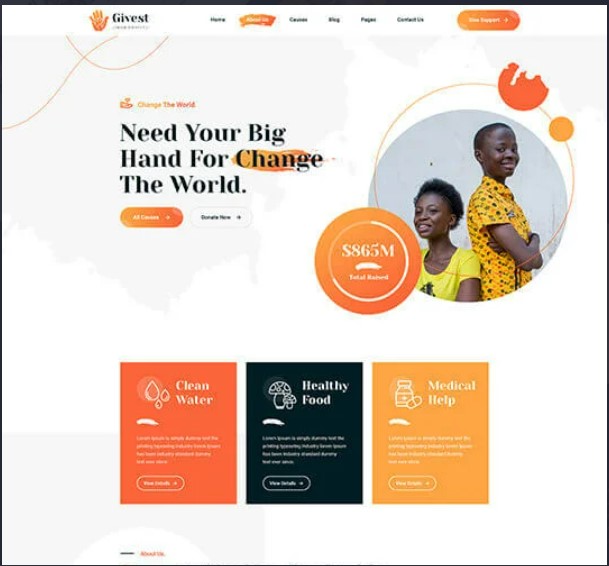 Givest
Home About Us Causes Blog Pages Contact Us Give Support
Change The World
Need Your Big
Hand For Change
The World.
All Causes Donate Now
$865M
Total Raised
Clean
Water
Lorem Ipsum is simply dummy text the
printing typesetting industry lorem Ipsum
has been industry standard dummy
text ever since.
View Details
Healthy
Food
Lorem Ipsum is simply dummy text the
printing typesetting industry lorem Ipsum
has been industry standard dummy
text ever since.
View Details
Medical
Help
Lorem Ipsum is simply dummy text the
printing typesetting industry lorem Ipsum
has been industry standard dummy
text ever since.
View Details
About Us